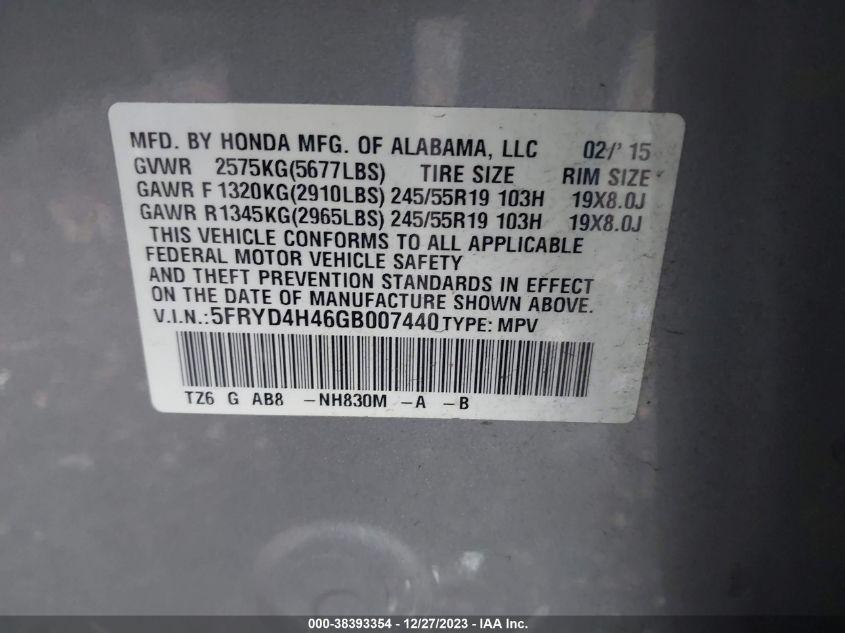 MFD. BY HONDA MFG. OF ALABAMA, LLC 02/' 15
GVWR 2575KG(5677LBS) TIRE SIZE RIM SIZE
GAWR F 1320KG(2910LBS) 245/55R19 103H 19X8.0J
GAWR R1345KG(2965LBS) 245/55R19 103H 19X8.0J
THIS VEHICLE CONFORMS TO ALL APPLICABLE
FEDERAL MOTOR VEHICLE SAFETY
AND THEFT PREVENTION STANDARDS IN EFFECT
ON THE DATE OF MANUFACTURE SHOWN ABOVE.
V.I.N.:5FRYD4H46GB007440 TYPE: MPV
TZ6 G AB8 -NH830M -A -B
000-38393354 - 12/27/2023 - IAA Inc.